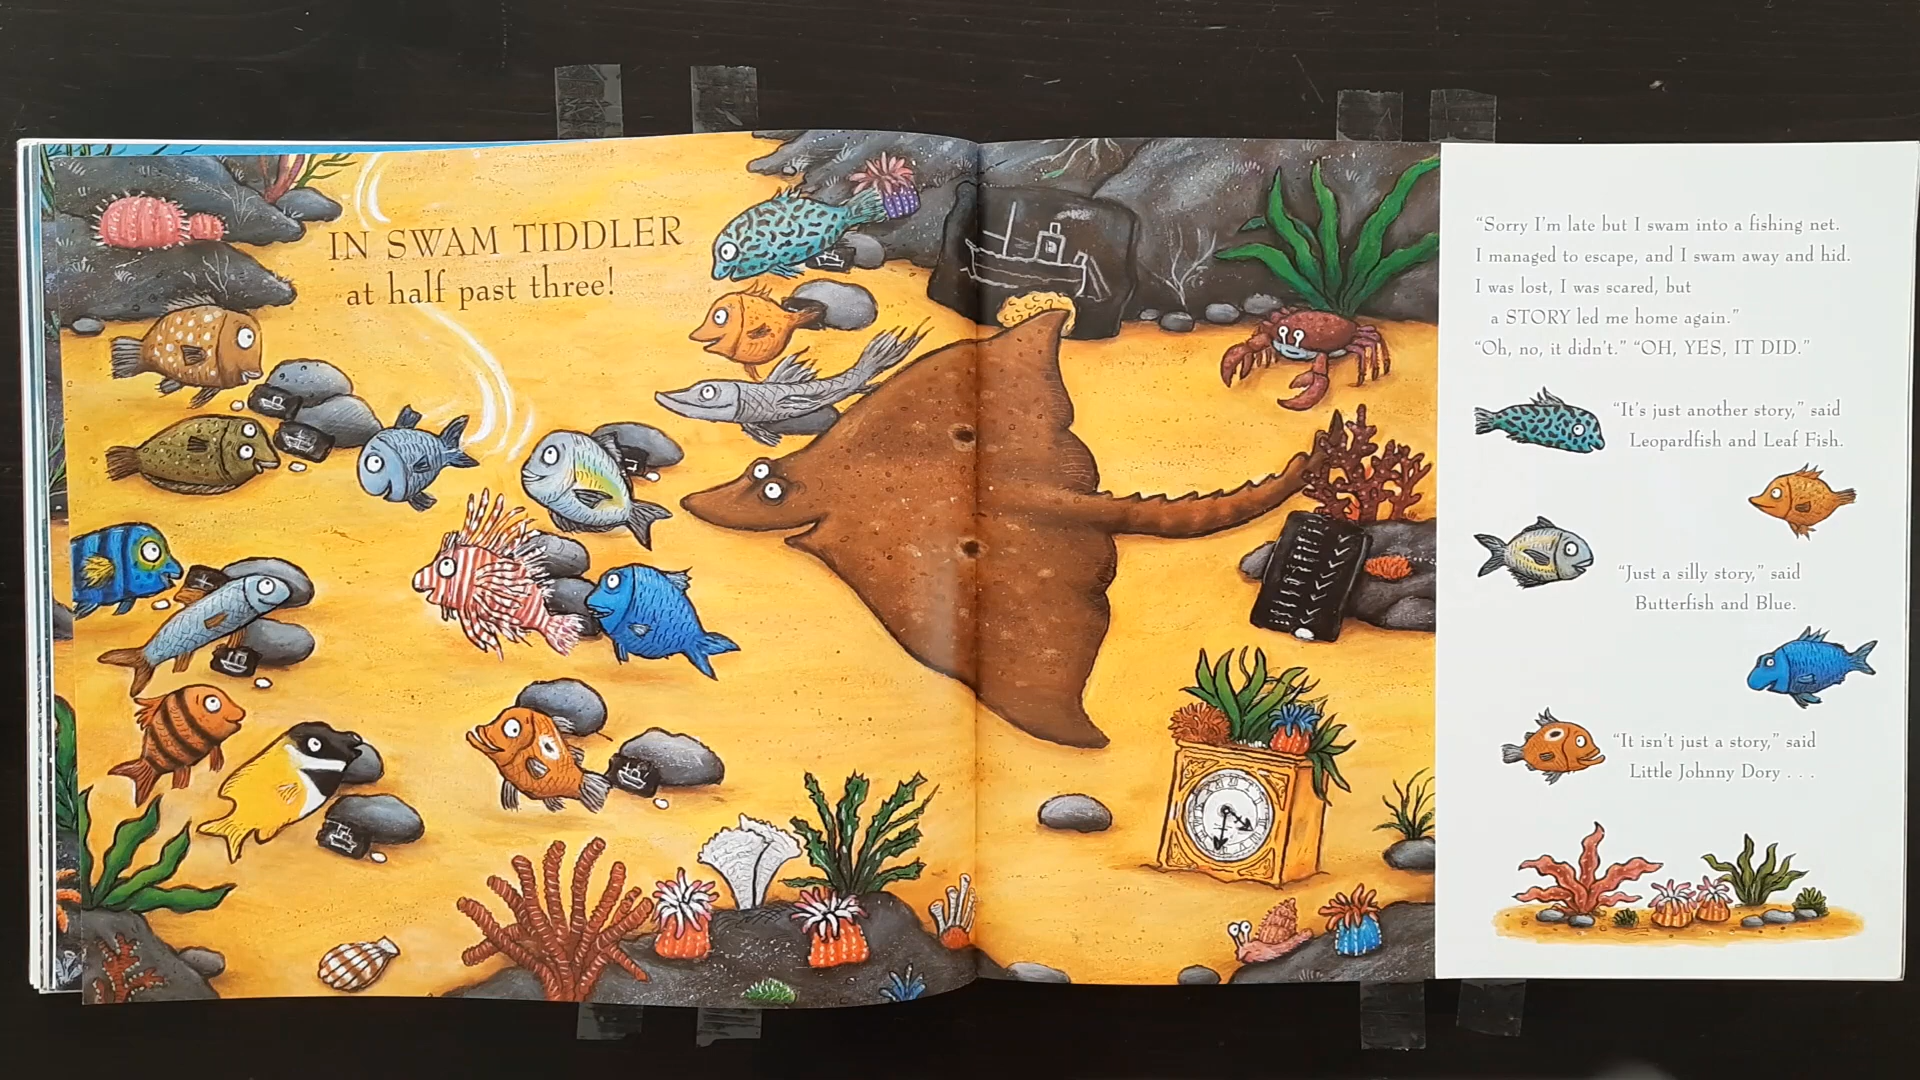 IN SWAM TIDDLER
at half past three!
“Sorry I’m late but I swam into a fishing net.
I managed to escape, and I swam away and hid.
I was lost, I was scared, but
a STORY led me home again.”
“Oh, no, it didn’t.” “OH, YES, IT DID.”
“It’s just another story,” said
Leopardfish and Leaf Fish.
“Just a silly story,” said
Butterfish and Blue.
“It isn’t just a story,” said
Little Johnny Dory . . .